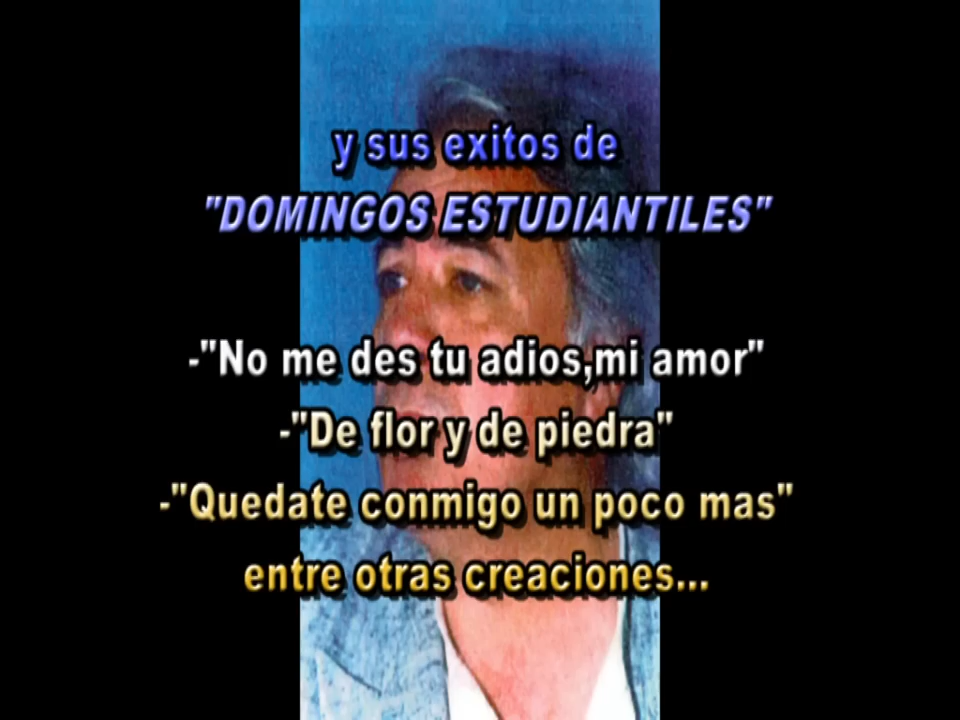 y sus exitos de
"DOMINGOS ESTUDIANTILES"
-"No me des tu adios,mi amor"
-"De flor y de piedra"
-"Quedate conmigo un poco mas"
entre otras creaciones...